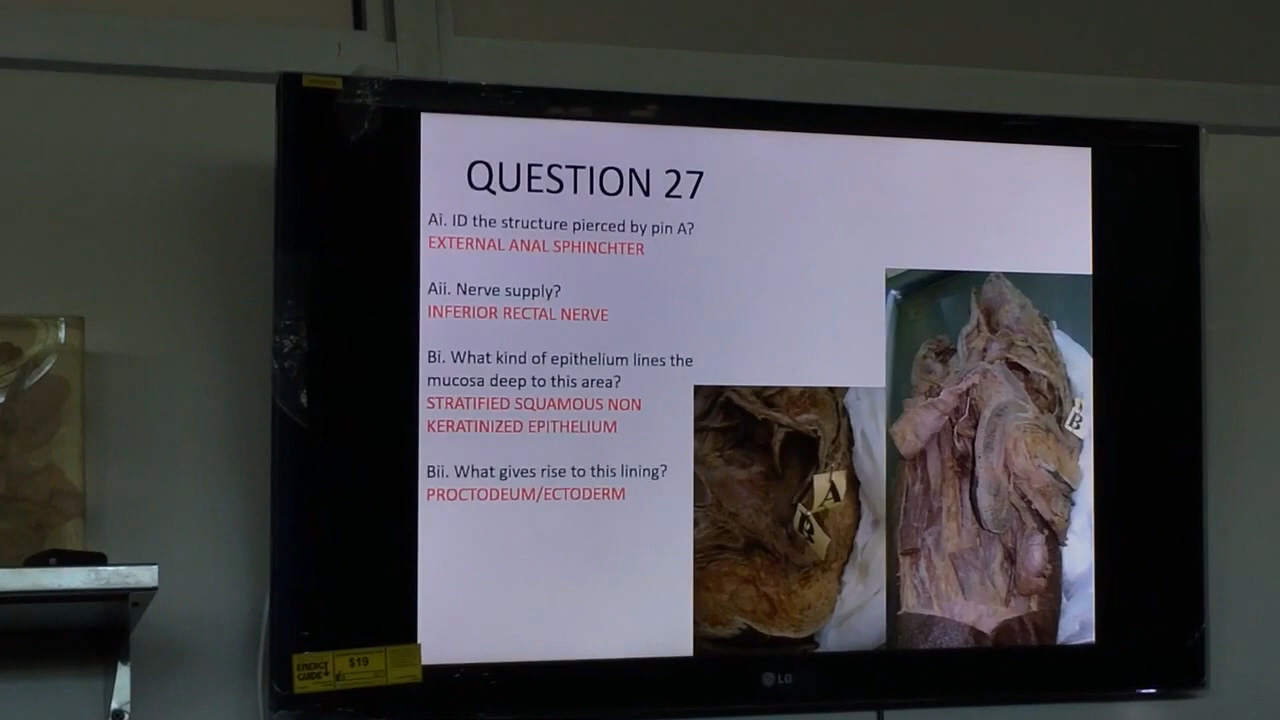 QUESTION 27
Ai. ID the structure pierced by pin A?
EXTERNAL ANAL SPHINCHTER
Aii. Nerve supply?
INFERIOR RECTAL NERVE
Bi. What kind of epithelium lines the
mucosa deep to this area?
STRATIFIED SQUAMOUS NON
KERATINIZED EPITHELIUM
Bii. What gives rise to this lining?
PROCTODEUM/ECTODERM
A
B
ENERGY
GUIDE
$19
LG